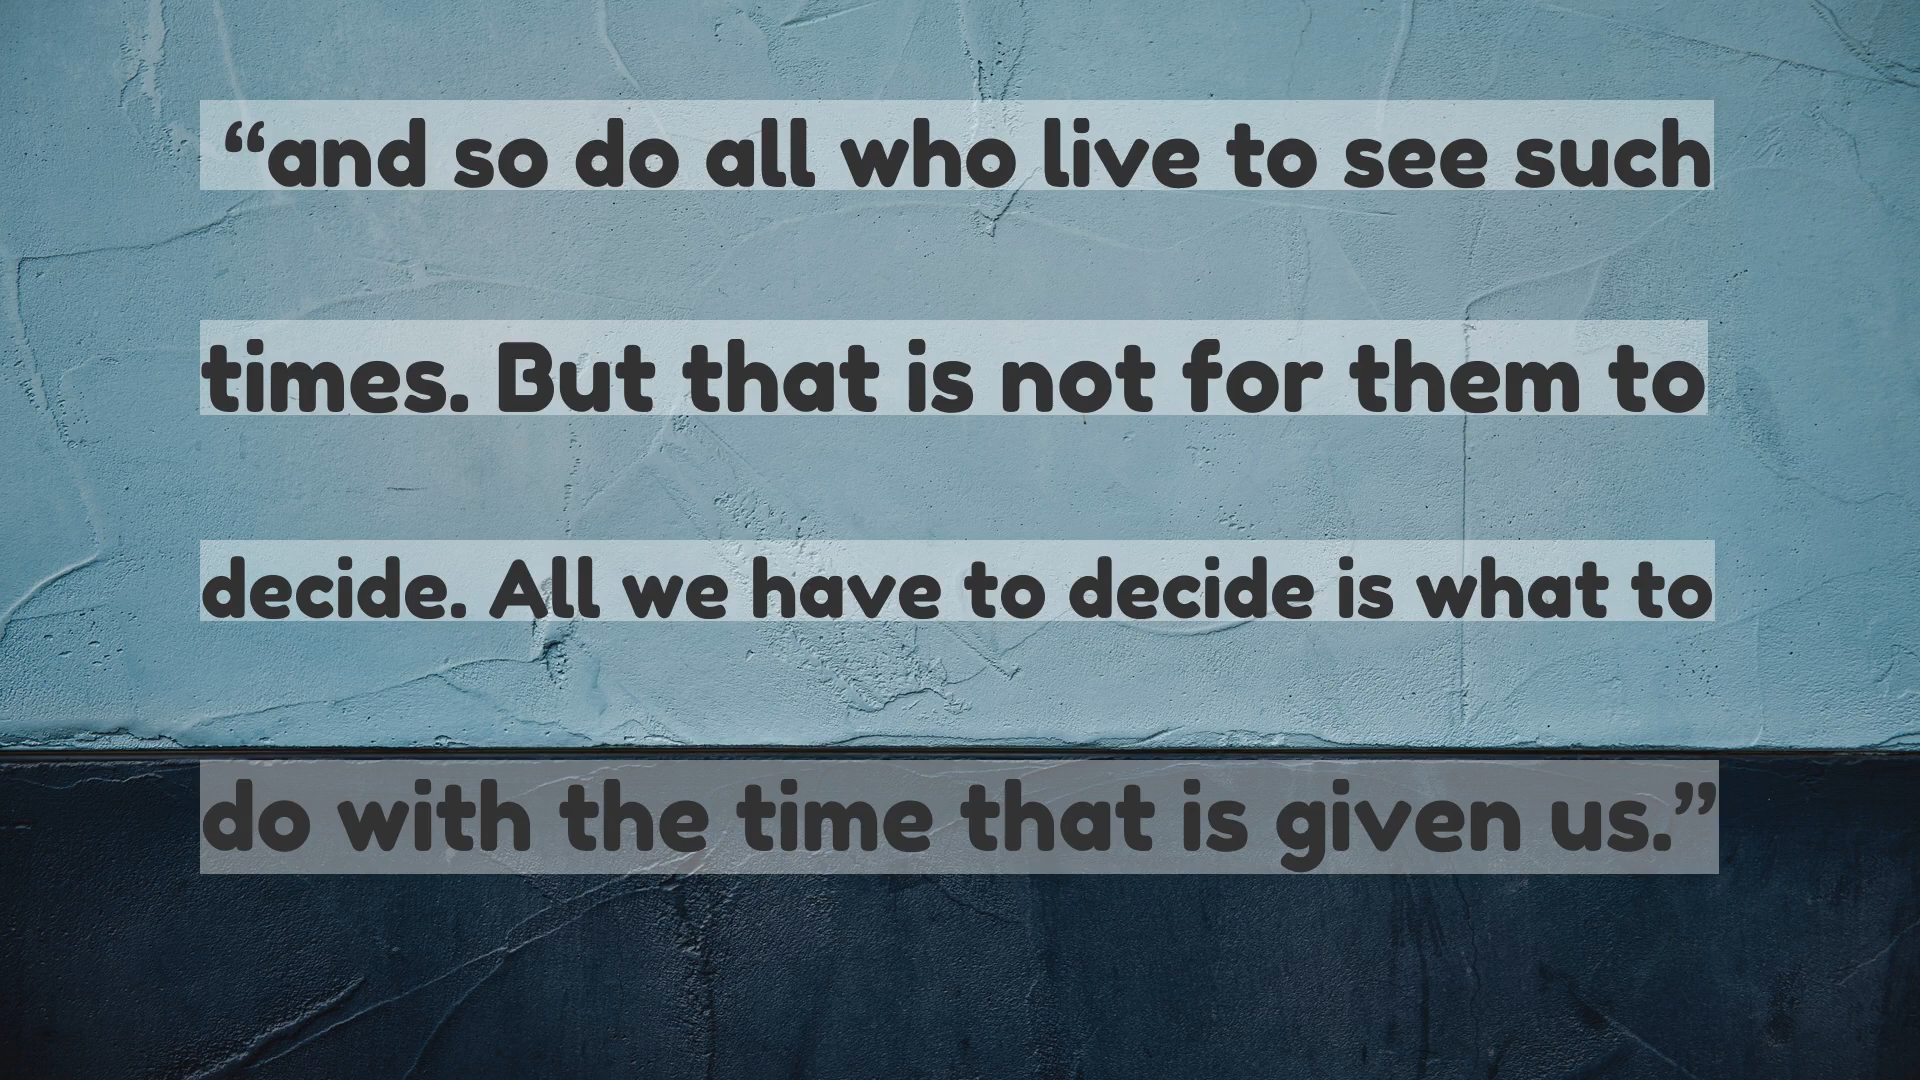 “and so do all who live to see such
times. But that is not for them to
decide. All we have to decide is what to
do with the time that is given us.”